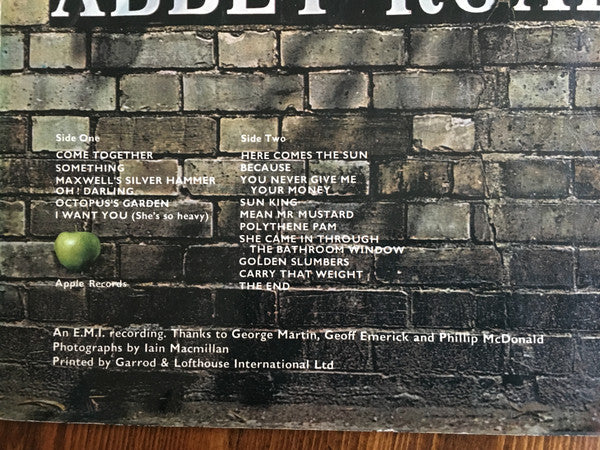 ABBEY ROAD
Side One
COME TOGETHER
SOMETHING
MAXWELL'S SILVER HAMMER
OH! DARLING
OCTOPUS'S GARDEN
I WANT YOU (She's so heavy)
Apple Records
Side Two
HERE COMES THE SUN
BECAUSE
YOU NEVER GIVE ME
YOUR MONEY
SUN KING
MEAN MR MUSTARD
POLYTHENE PAM
SHE CAME IN THROUGH
THE BATHROOM WINDOW
GOLDEN SLUMBERS
CARRY THAT WEIGHT
THE END
An E.M.I. recording. Thanks to George Martin, Geoff Emerick and Phillip McDonald
Photographs by Iain Macmillan
Printed by Garrod & Lofthouse International Ltd